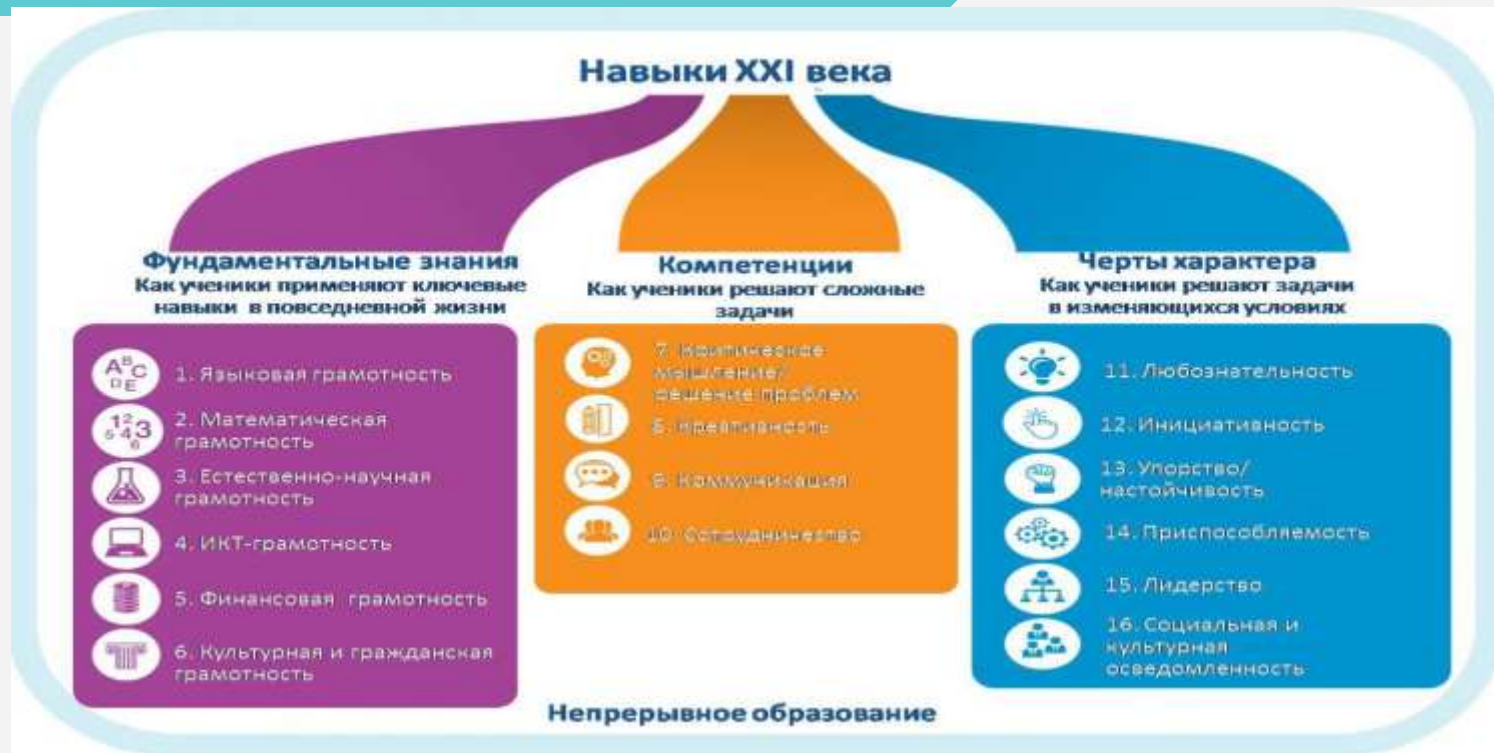 Навыки XXI века
Фундаментальные знания
Как ученики применяют ключевые
навыки в повседневной жизни
1. Языковая грамотность
2. Математическая
грамотность
3. Естественно-научная
грамотность
4. ИКТ-грамотность
5. Финансовая грамотность
6. Культурная и гражданская
грамотность
Компетенции
Как ученики решают сложные
задачи
7. Критическое
мышление/
решение проблем
8. Креативность
9. Коммуникация
10. Сотрудничество
Черты характера
Как ученики решают задачи
в изменяющихся условиях
11. Любознательность
12. Инициативность
13. Упорство/
настойчивость
14. Приспособляемость
15. Лидерство
16. Социальная и
культурная
осведомленность
Непрерывное образование